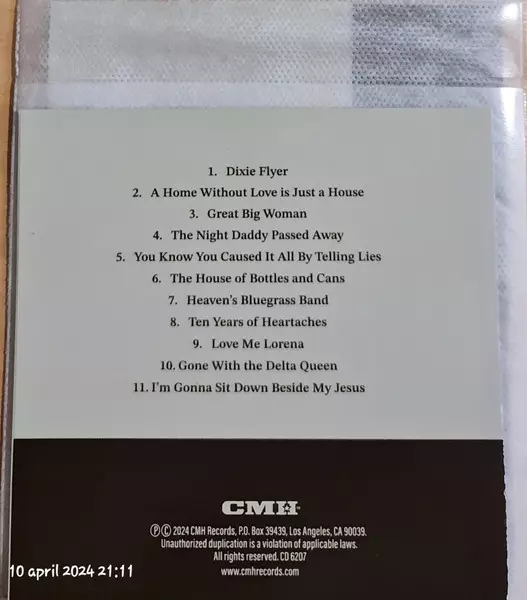 1. Dixie Flyer
2. A Home Without Love is Just a House
3. Great Big Woman
4. The Night Daddy Passed Away
5. You Know You Caused It All By Telling Lies
6. The House of Bottles and Cans
7. Heaven's Bluegrass Band
8. Ten Years of Heartaches
9. Love Me Lorena
10. Gone With the Delta Queen
11. I'm Gonna Sit Down Beside My Jesus
CMH
℗ © 2024 CMH Records, P.O. Box 39439, Los Angeles, CA 90039.
Unauthorized duplication is a violation of applicable laws.
All rights reserved. CD 6207
www.cmhrecords.com
10 april 2024 21:11